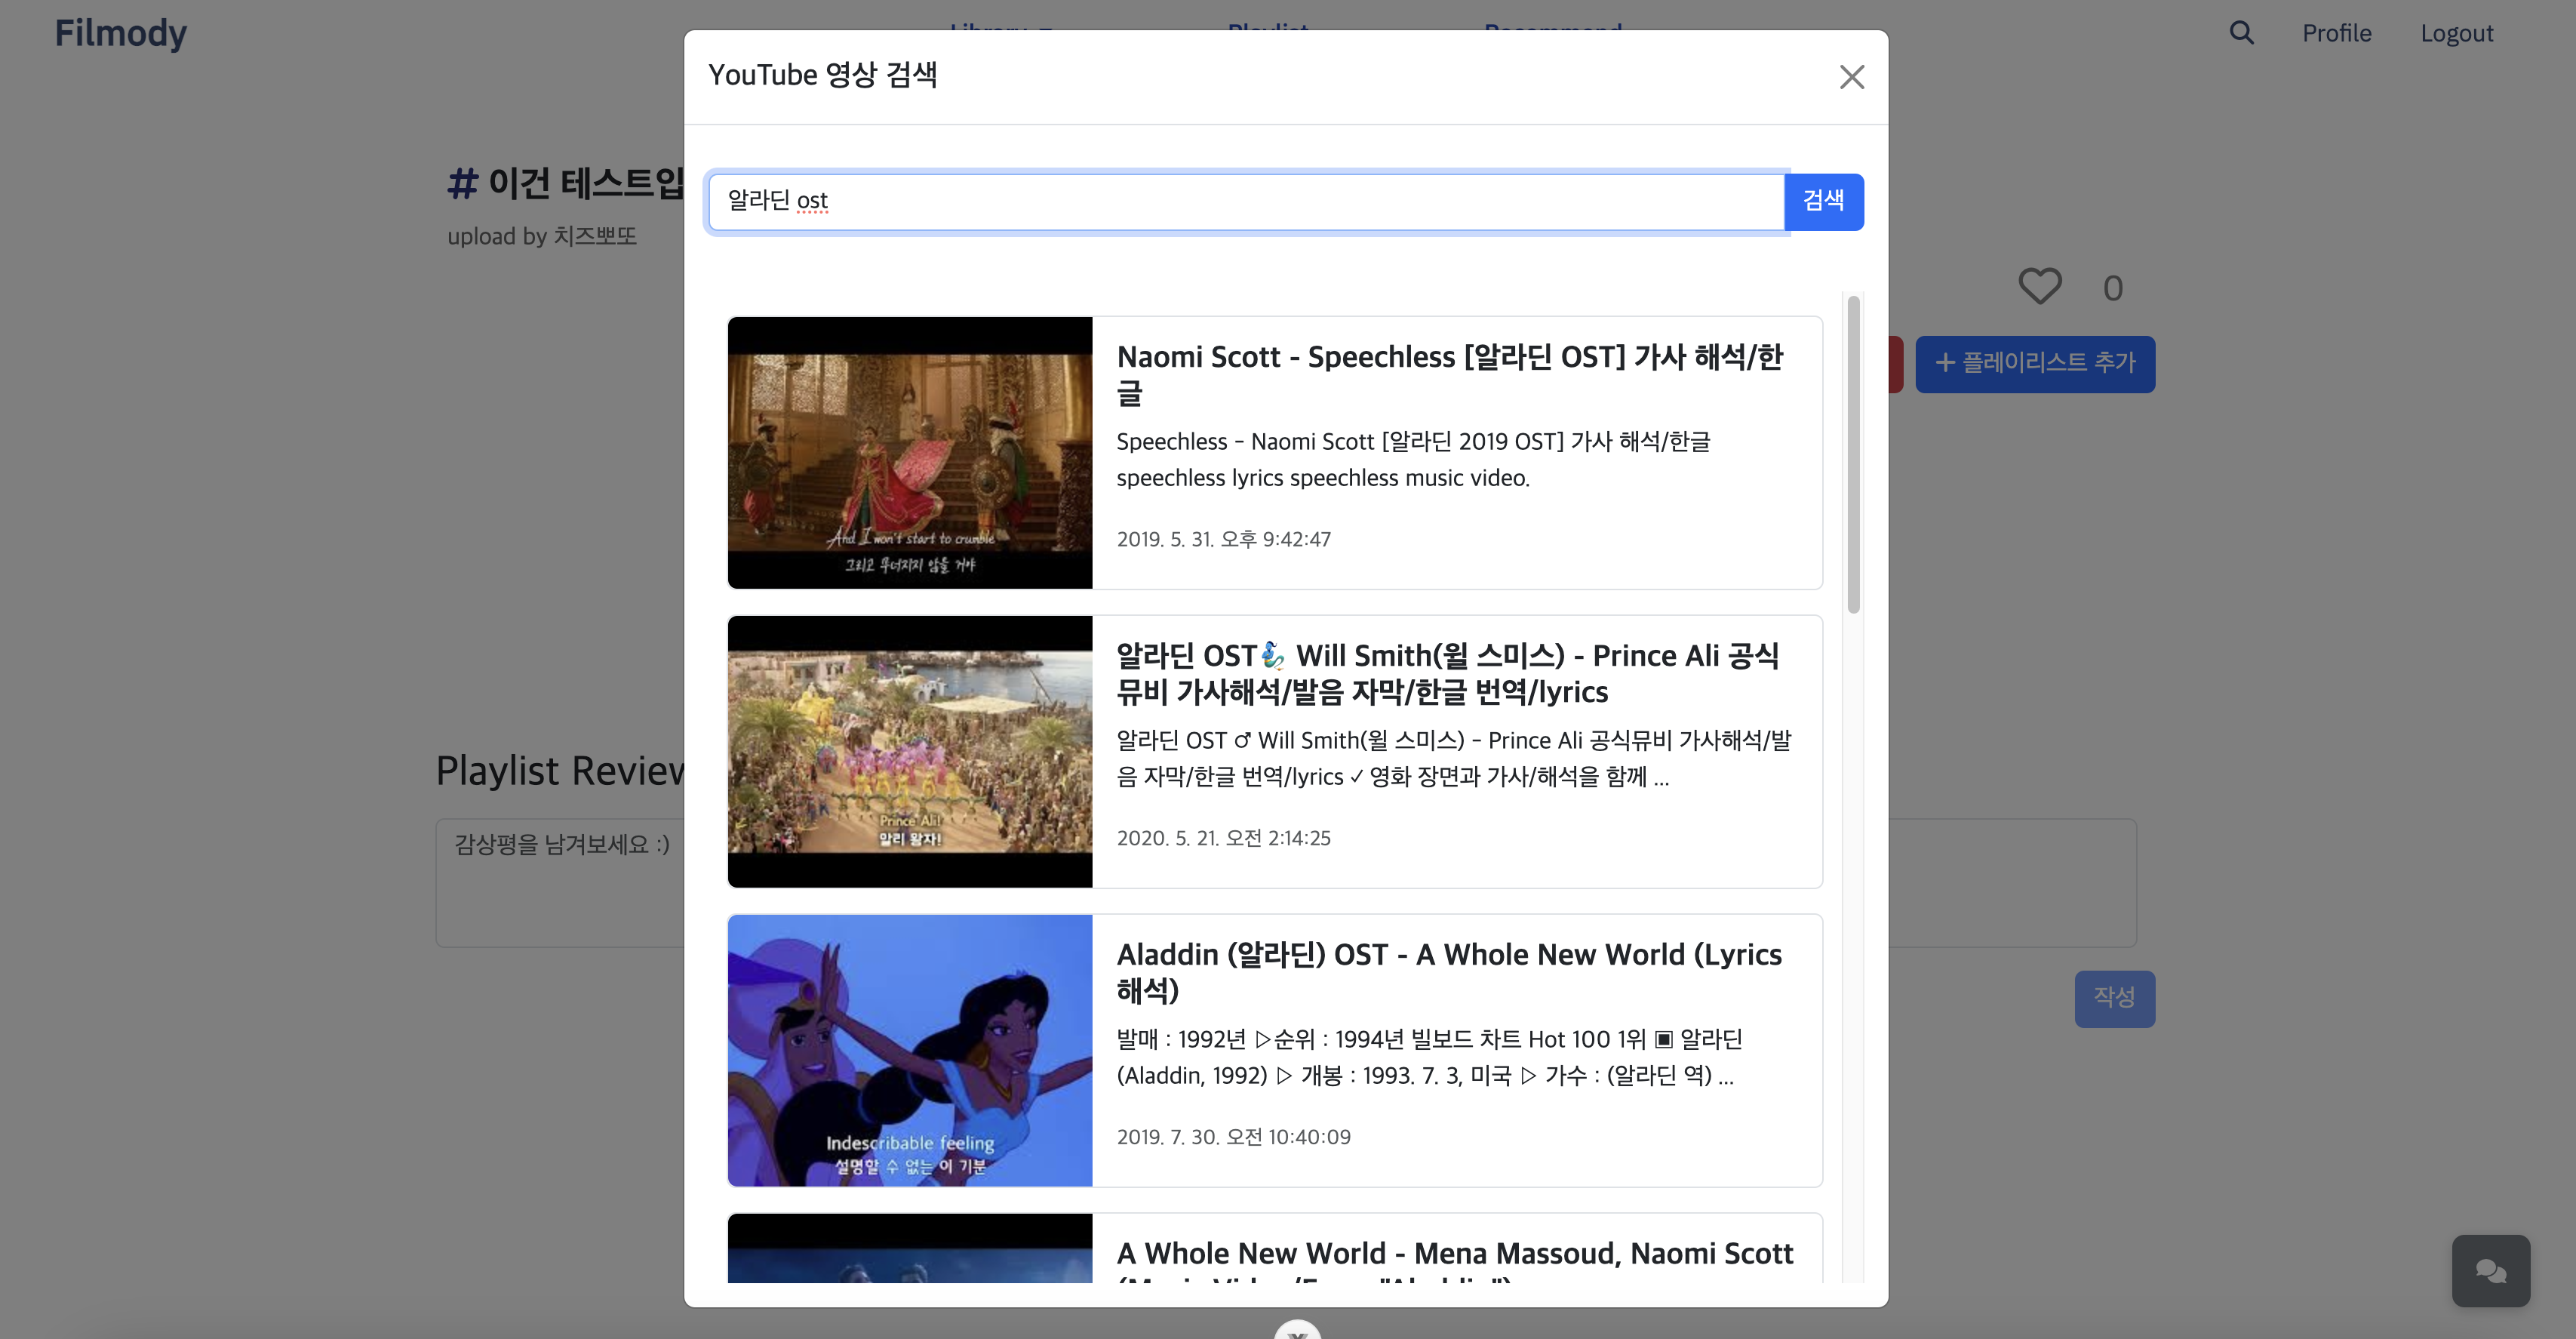 Filmody
Profile
Logout
YouTube 영상 검색
# 이건 테스트입
upload by 치즈뽀또
알라딘 ost
검색
0
+ 플레이리스트 추가
Naomi Scott - Speechless [알라딘 OST] 가사 해석/한
글
Speechless - Naomi Scott [알라딘 2019 OST] 가사 해석/한글
speechless lyrics speechless music video.
2019. 5. 31. 오후 9:42:47
And I won't start to crumble
그리고 무너지지 않을 거야
알라딘 OST🧞‍♂️ Will Smith(윌 스미스) - Prince Ali 공식
뮤비 가사해석/발음 자막/한글 번역/lyrics
알라딘 OST ♂ Will Smith(윌 스미스) - Prince Ali 공식뮤비 가사해석/발
음 자막/한글 번역/lyrics ✓ 영화 장면과 가사/해석을 함께 ...
2020. 5. 21. 오전 2:14:25
Prince Ali!
알리 왕자!
Playlist Review
감상평을 남겨보세요 :)
작성
Aladdin (알라딘) OST - A Whole New World (Lyrics
해석)
발매 : 1992년 ▷순위 : 1994년 빌보드 차트 Hot 100 1위 ▣ 알라딘
(Aladdin, 1992) ▷ 개봉 : 1993. 7. 3, 미국 ▷ 가수 : (알라딘 역) ...
2019. 7. 30. 오전 10:40:09
Indescribable feeling
설명할 수 없는 이 기분
A Whole New World - Mena Massoud, Naomi Scott